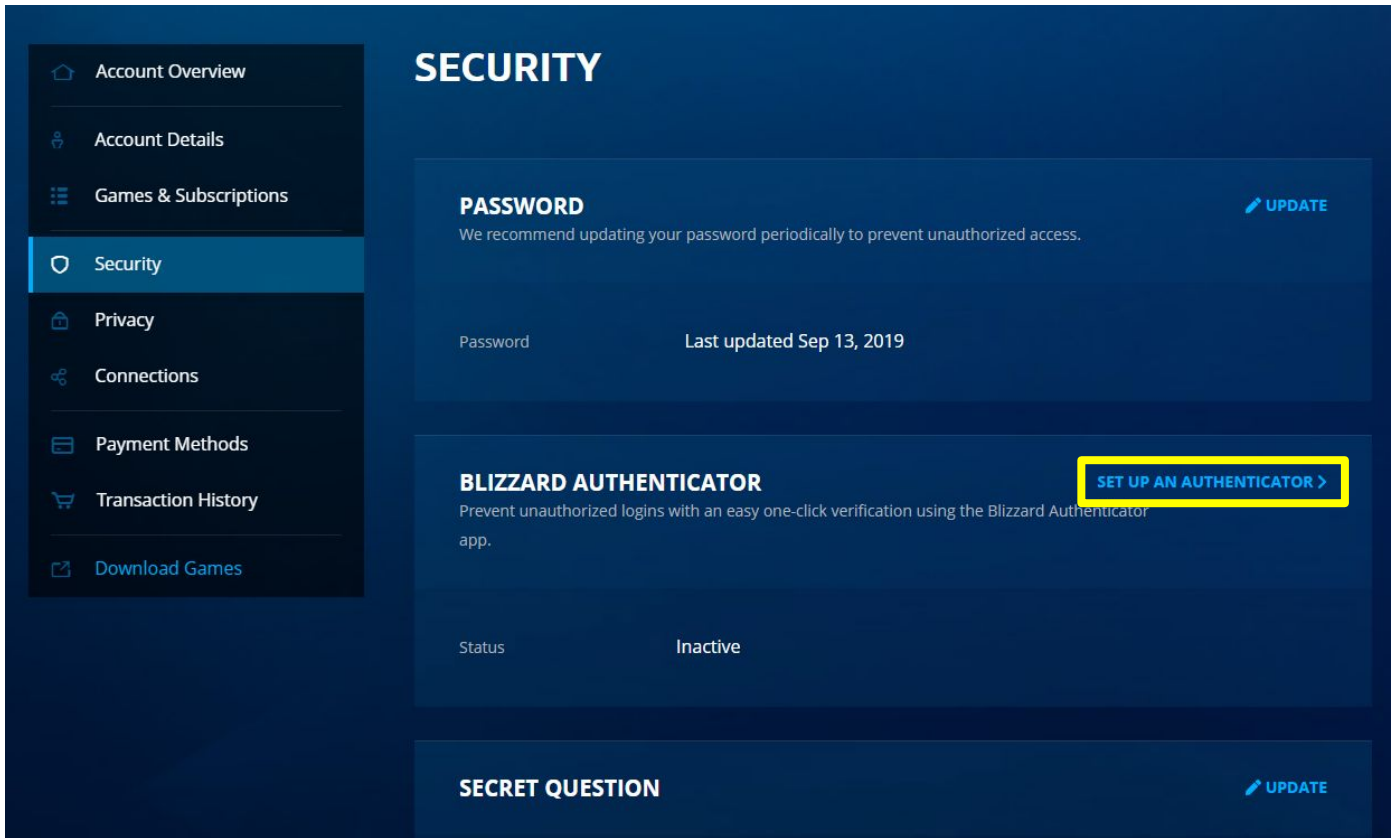 Account Overview
Account Details
Games & Subscriptions
Security
Privacy
Connections
Payment Methods
Transaction History
Download Games
SECURITY
PASSWORD
UPDATE
We recommend updating your password periodically to prevent unauthorized access.
Password
Last updated Sep 13, 2019
BLIZZARD AUTHENTICATOR
SET UP AN AUTHENTICATOR
Prevent unauthorized logins with an easy one-click verification using the Blizzard Authenticator
app.
Status
Inactive
SECRET QUESTION
UPDATE